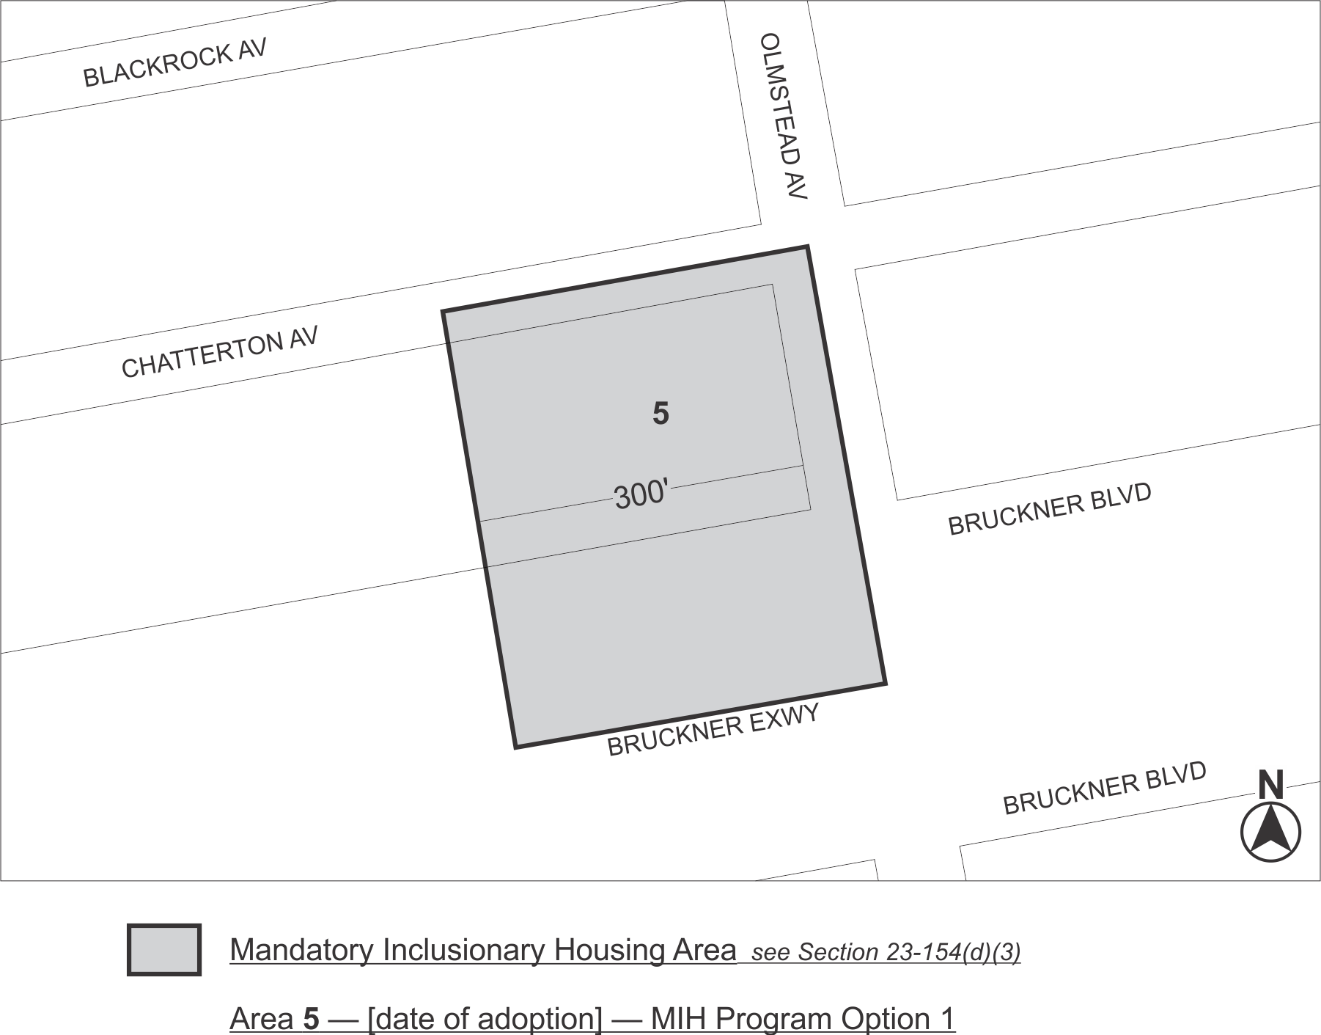 BLACKROCK AV
OLMSTEAD AV
CHATTERTON AV
5
300'
BRUCKNER BLVD
BRUCKNER EXWY
BRUCKNER BLVD
N
Mandatory Inclusionary Housing Area see Section 23-154(d)(3)
Area 5 — [date of adoption] — MIH Program Option 1